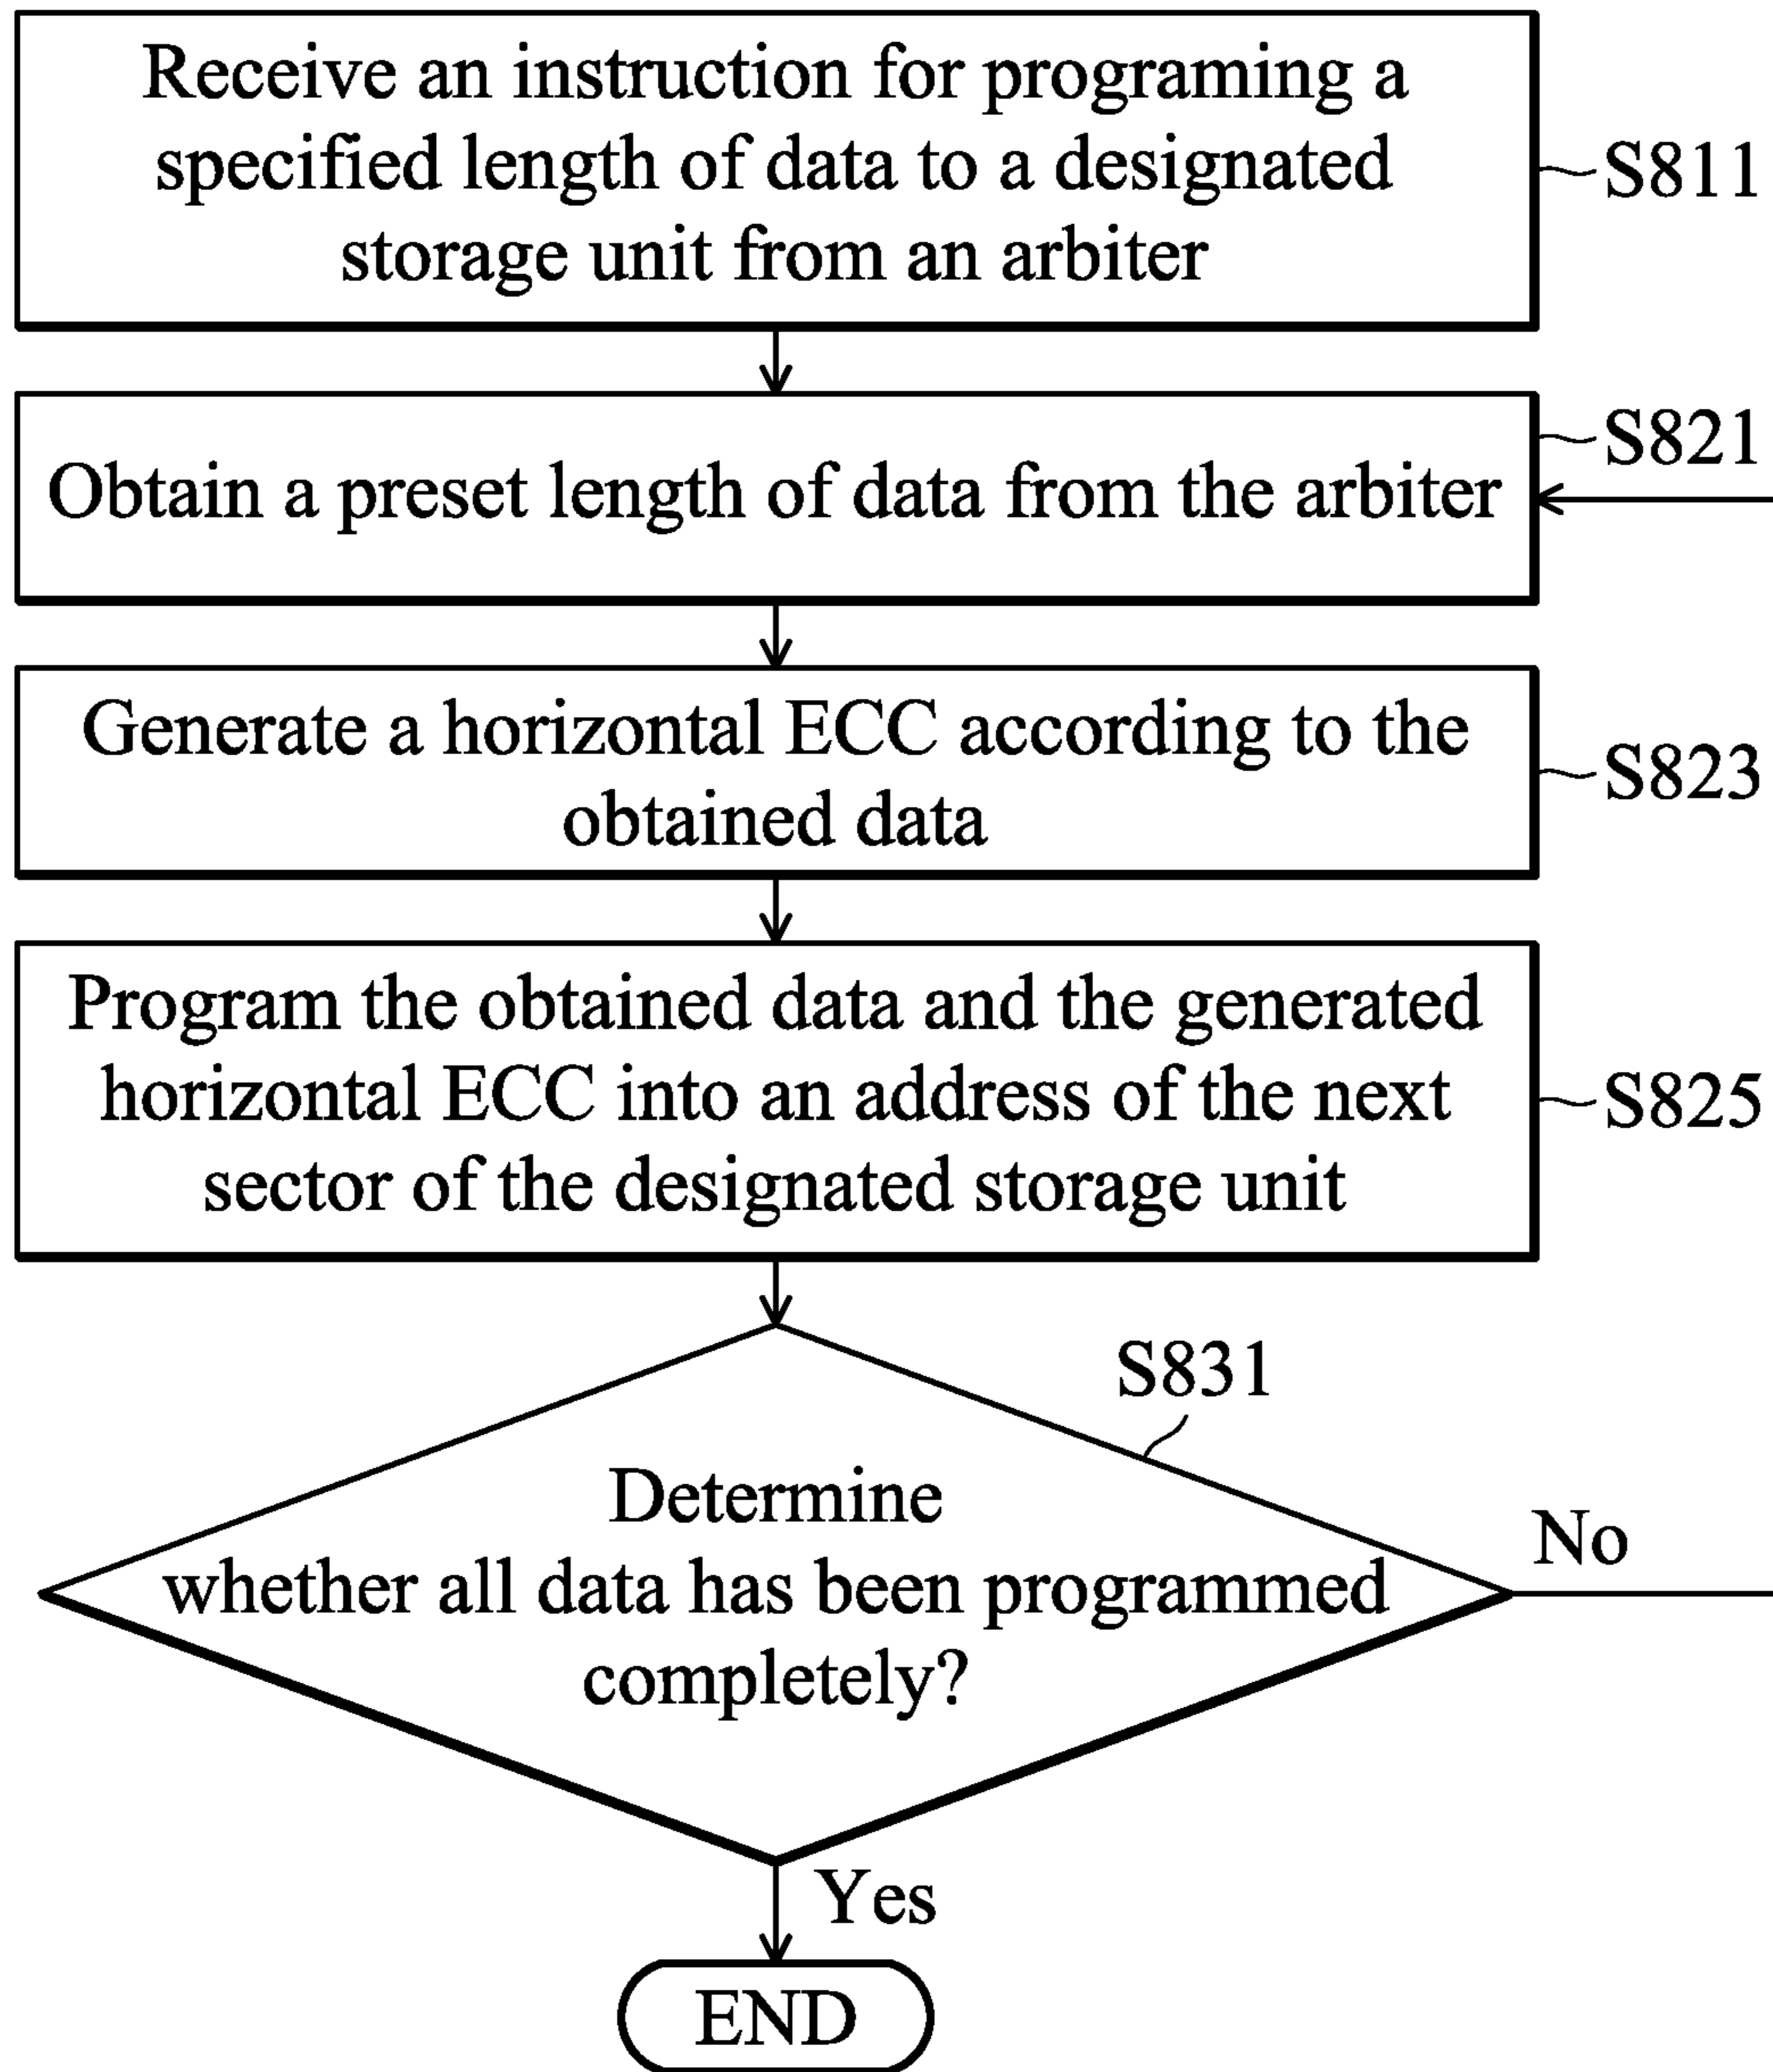 Receive an instruction for programing a
specified length of data to a designated
storage unit from an arbiter
S811
S821
Obtain a preset length of data from the arbiter
Generate a horizontal ECC according to the
obtained data
S823
Program the obtained data and the generated
horizontal ECC into an address of the next
sector of the designated storage unit
S825
S831
Determine
whether all data has been programmed
completely?
No
Yes
END